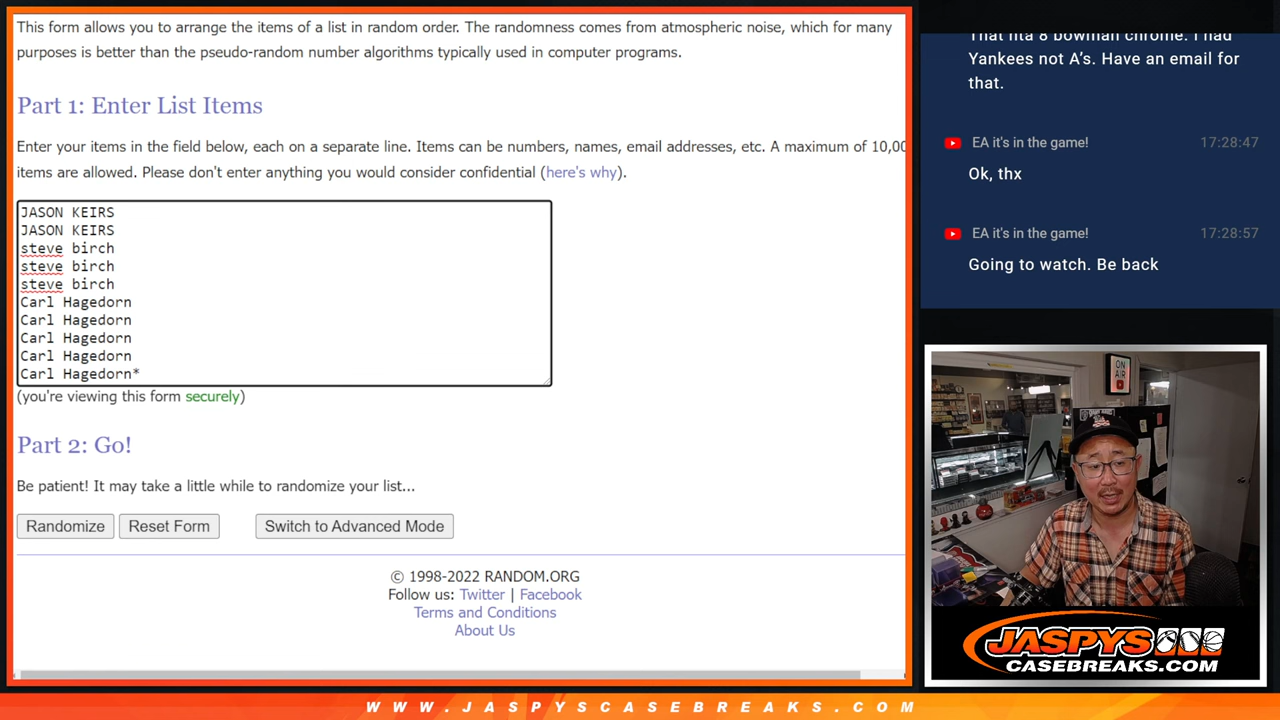 This form allows you to arrange the items of a list in random order. The randomness comes from atmospheric noise, which for many
purposes is better than the pseudo-random number algorithms typically used in computer programs.
Part 1: Enter List Items
Enter your items in the field below, each on a separate line. Items can be numbers, names, email addresses, etc. A maximum of 10,00
items are allowed. Please don't enter anything you would consider confidential (here's why).
JASON KEIRS
JASON KEIRS
steve birch
steve birch
steve birch
Carl Hagedorn
Carl Hagedorn
Carl Hagedorn
Carl Hagedorn
Carl Hagedorn*
(you're viewing this form securely)
Part 2: Go!
Be patient! It may take a little while to randomize your list...
Randomize
Reset Form
Switch to Advanced Mode
© 1998-2022 RANDOM.ORG
Follow us: Twitter | Facebook
Terms and Conditions
About Us
That fita 8 bowman chrome. I had
Yankees not A's. Have an email for
that.
EA it's in the game! 17:28:47
Ok, thx
EA it's in the game! 17:28:57
Going to watch. Be back
ON
AIR
JASPYS
CASEBREAKS.COM
WWW.JASPYSCASEBREAKS.COM